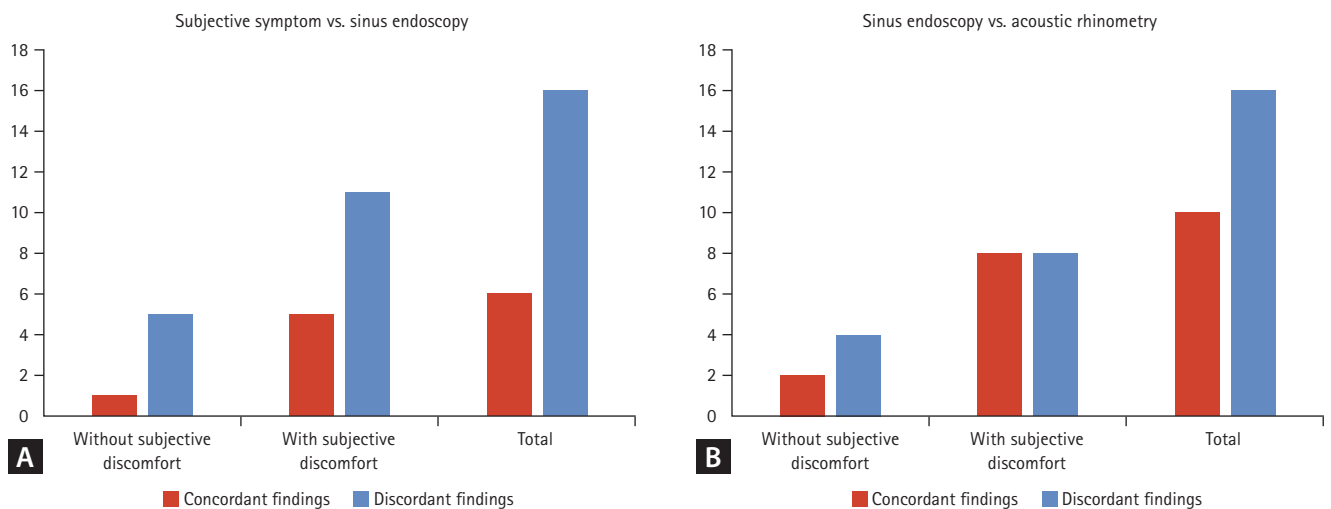 Subjective symptom vs. sinus endoscopy
18
16
14
12
10
8
6
4
2
0
Without subjective
discomfort
With subjective
discomfort
Total
A
Concordant findings
Discordant findings
Sinus endoscopy vs. acoustic rhinometry
18
16
14
12
10
8
6
4
2
0
Without subjective
discomfort
With subjective
discomfort
Total
B
Concordant findings
Discordant findings